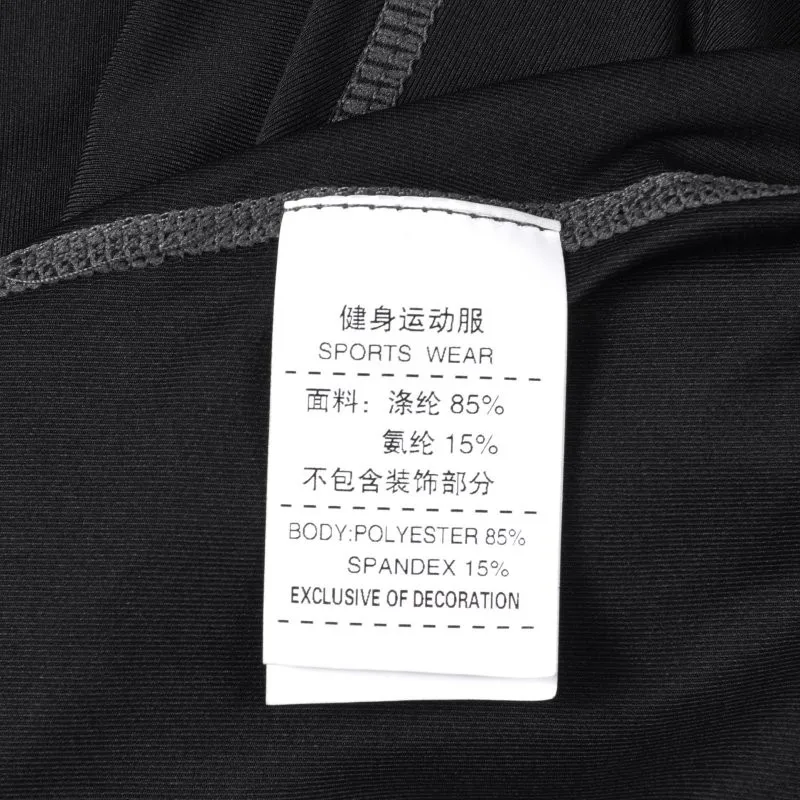 健身运动服
SPORTS WEAR
面料：涤纶 85%
氨纶 15%
不包含装饰部分
BODY:POLYESTER 85%
SPANDEX 15%
EXCLUSIVE OF DECORATION